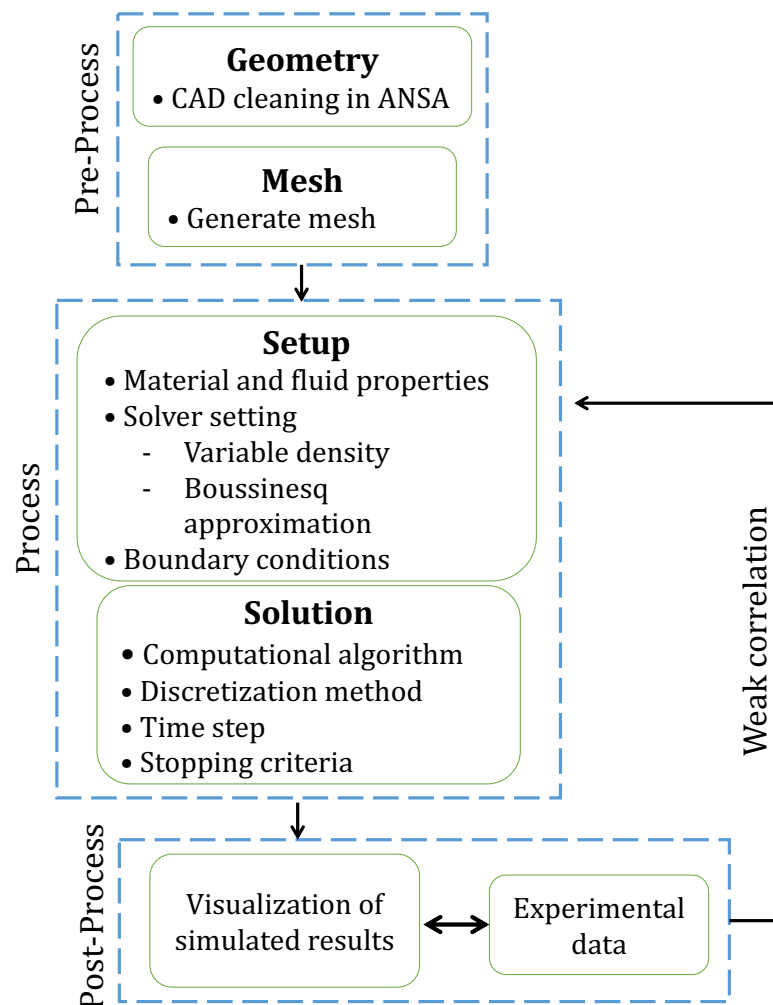 Pre-Process
Geometry
• CAD cleaning in ANSA
Mesh
• Generate mesh
Process
Setup
• Material and fluid properties
• Solver setting
- Variable density
- Boussinesq
approximation
• Boundary conditions
Solution
• Computational algorithm
• Discretization method
• Time step
• Stopping criteria
Weak correlation
Post-Process
Visualization of
simulated results
Experimental
data